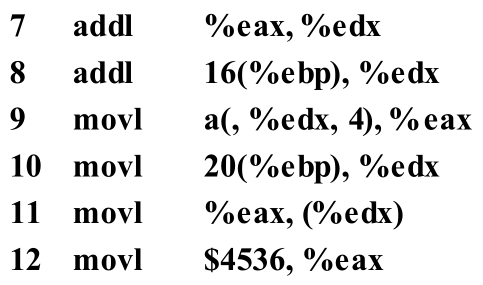 7 addl %eax, %edx
8 addl 16(%ebp), %edx
9 movl a(, %edx, 4), %eax
10 movl 20(%ebp), %edx
11 movl %eax, (%edx)
12 movl $4536, %eax